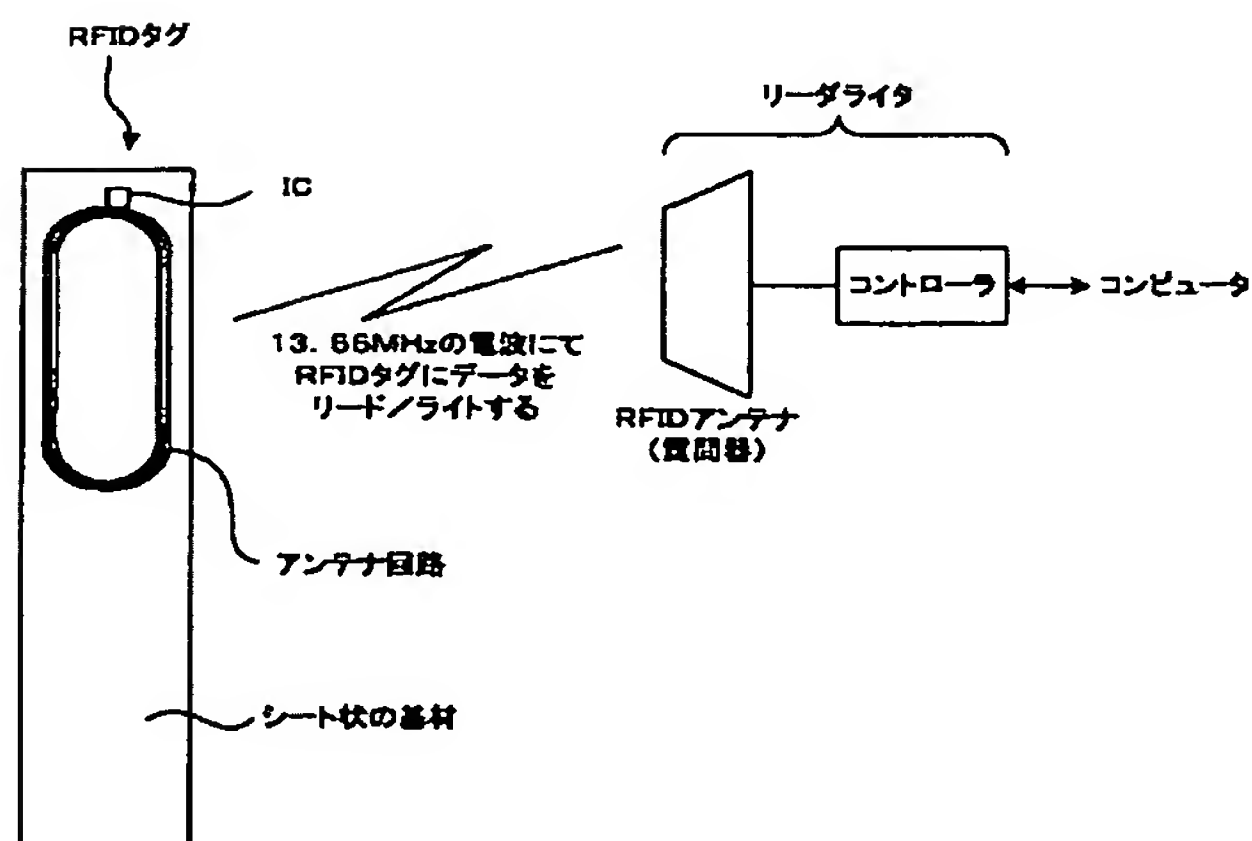 RFIDタグ
リーダライタ
IC
コントローラ
コンピュータ
13. 56MHzの電波にて
RFIDタグにデータを
リード／ライトする
RFIDアンテナ
(質問器)
アンテナ回路
シート状の基材